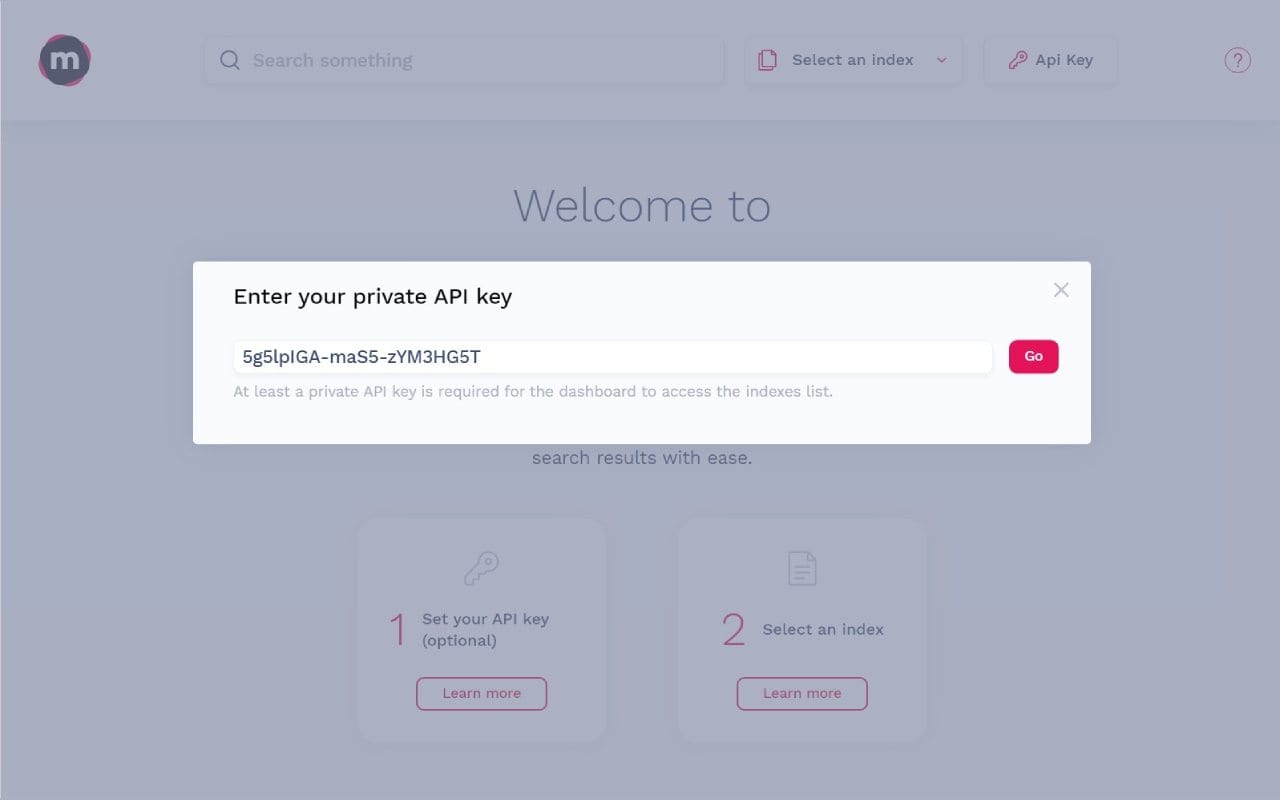 m
Search something
Select an index
Api Key
?
Welcome to
Enter your private API key
5g5lpIGA-maS5-zYM3HG5T
Go
At least a private API key is required for the dashboard to access the indexes list.
search results with ease.
1
Set your API key
(optional)
Learn more
2
Select an index
Learn more